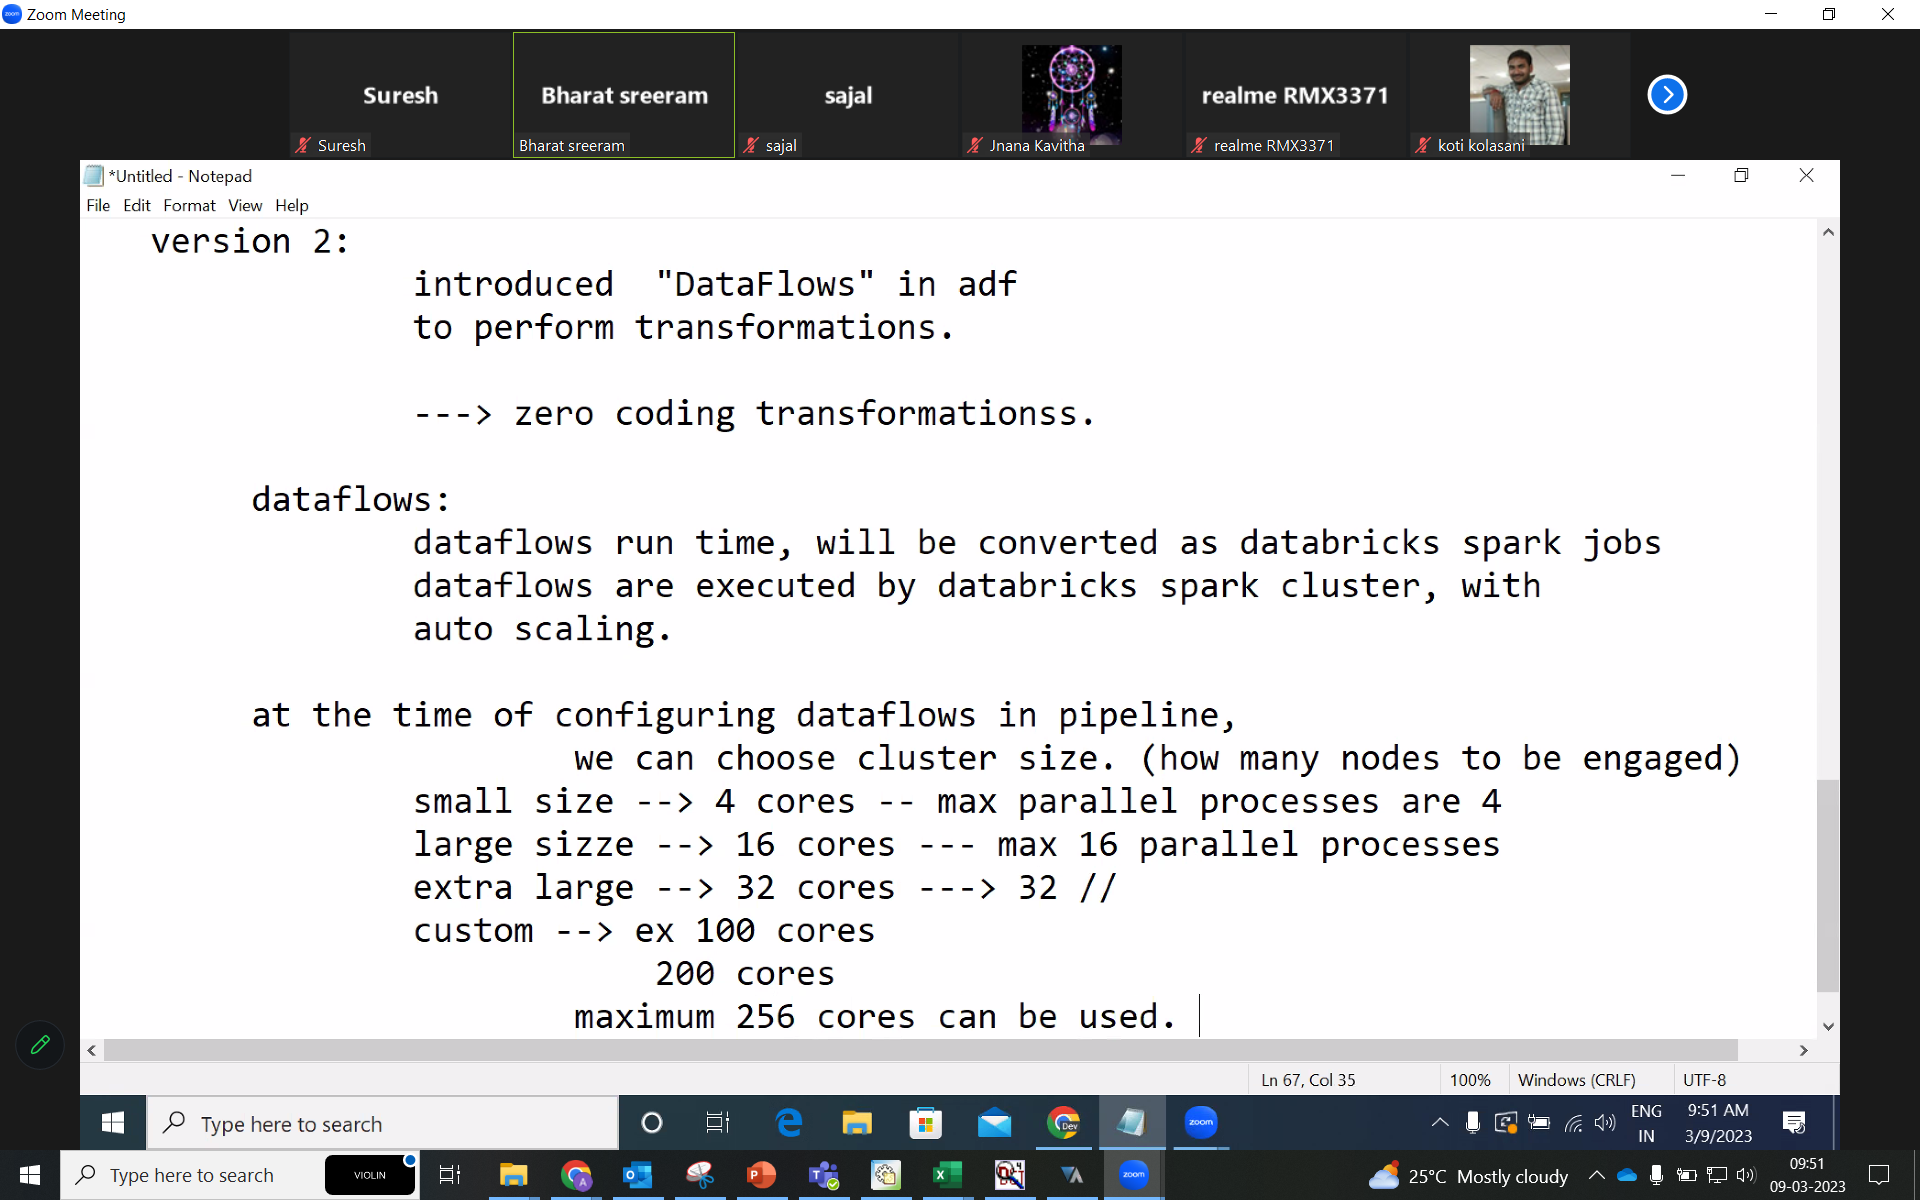 Zoom Meeting
Suresh
Bharat sreeram
sajal
realme RMX3371
Suresh
Bharat sreeram
sajal
Jnana Kavitha
realme RMX3371
koti kolasani
*Untitled - Notepad
File Edit Format View Help
version 2:
introduced "DataFlows" in adf
to perform transformations.
---> zero coding transformationss.
dataflows:
dataflows run time, will be converted as databricks spark jobs
dataflows are executed by databricks spark cluster, with
auto scaling.
at the time of configuring dataflows in pipeline,
we can choose cluster size. (how many nodes to be engaged)
small size --> 4 cores -- max parallel processes are 4
large sizze --> 16 cores --- max 16 parallel processes
extra large --> 32 cores ---> 32 //
custom --> ex 100 cores
200 cores
maximum 256 cores can be used.
Ln 67, Col 35 100% Windows (CRLF) UTF-8
Type here to search
Dev
zoom
ENG
IN
9:51 AM
3/9/2023
Type here to search
VIOLIN
zoom
25°C Mostly cloudy
09:51
09-03-2023